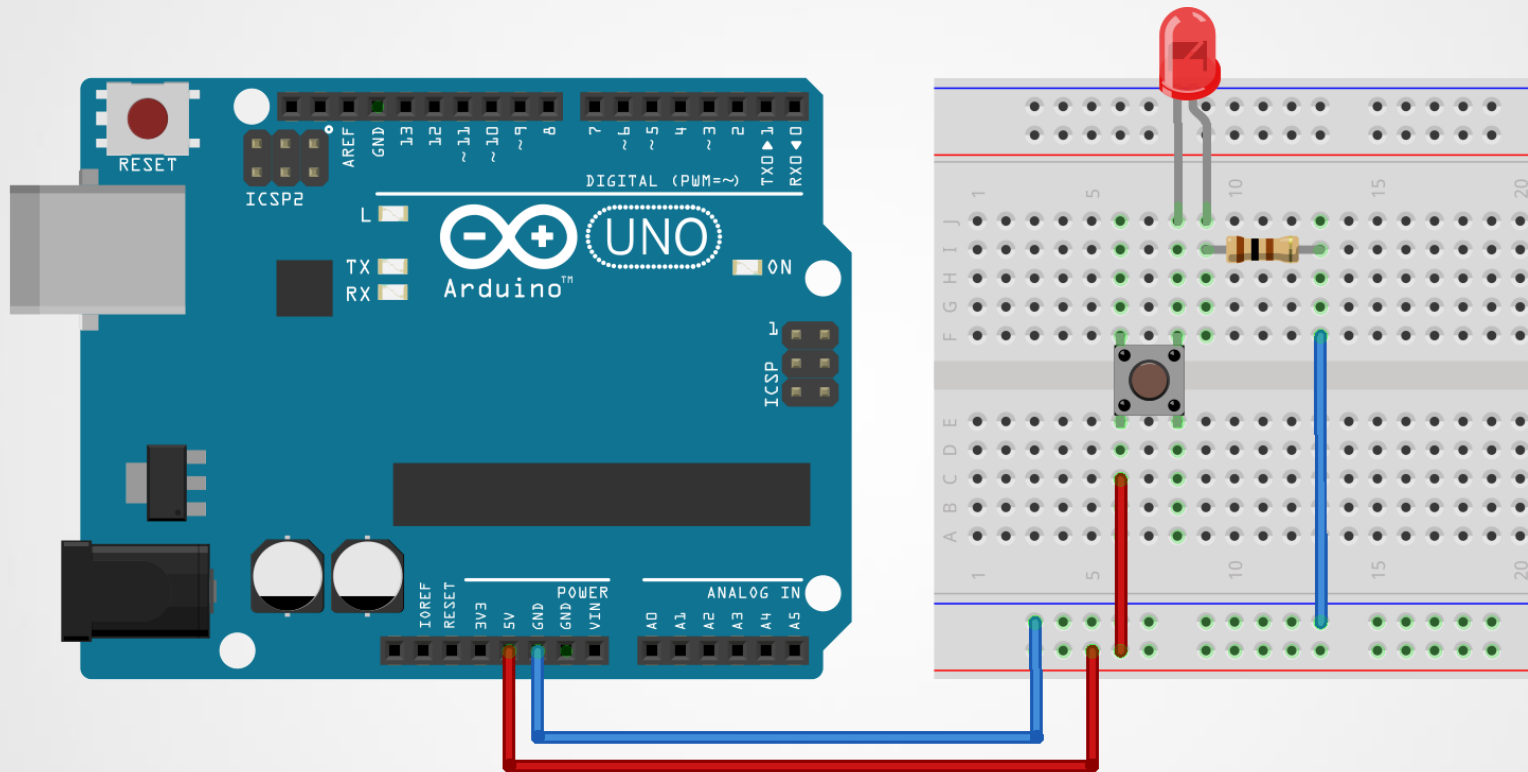 RESET
ICSP2
AREF
GND
13
12
~11
~10
~9
8
7
~6
~5
4
~3
2
TX0▶1
RX0◀0
DIGITAL (PWM=~)
L
TX
RX
UNO
Arduino™
ON
1
ICSP
IOREF
RESET
3V3
5V
GND
GND
VIN
POWER
ANALOG IN
A0
A1
A2
A3
A4
A5
1
5
10
15
20
J
I
H
G
F
E
D
C
B
A
1
5
10
15
20